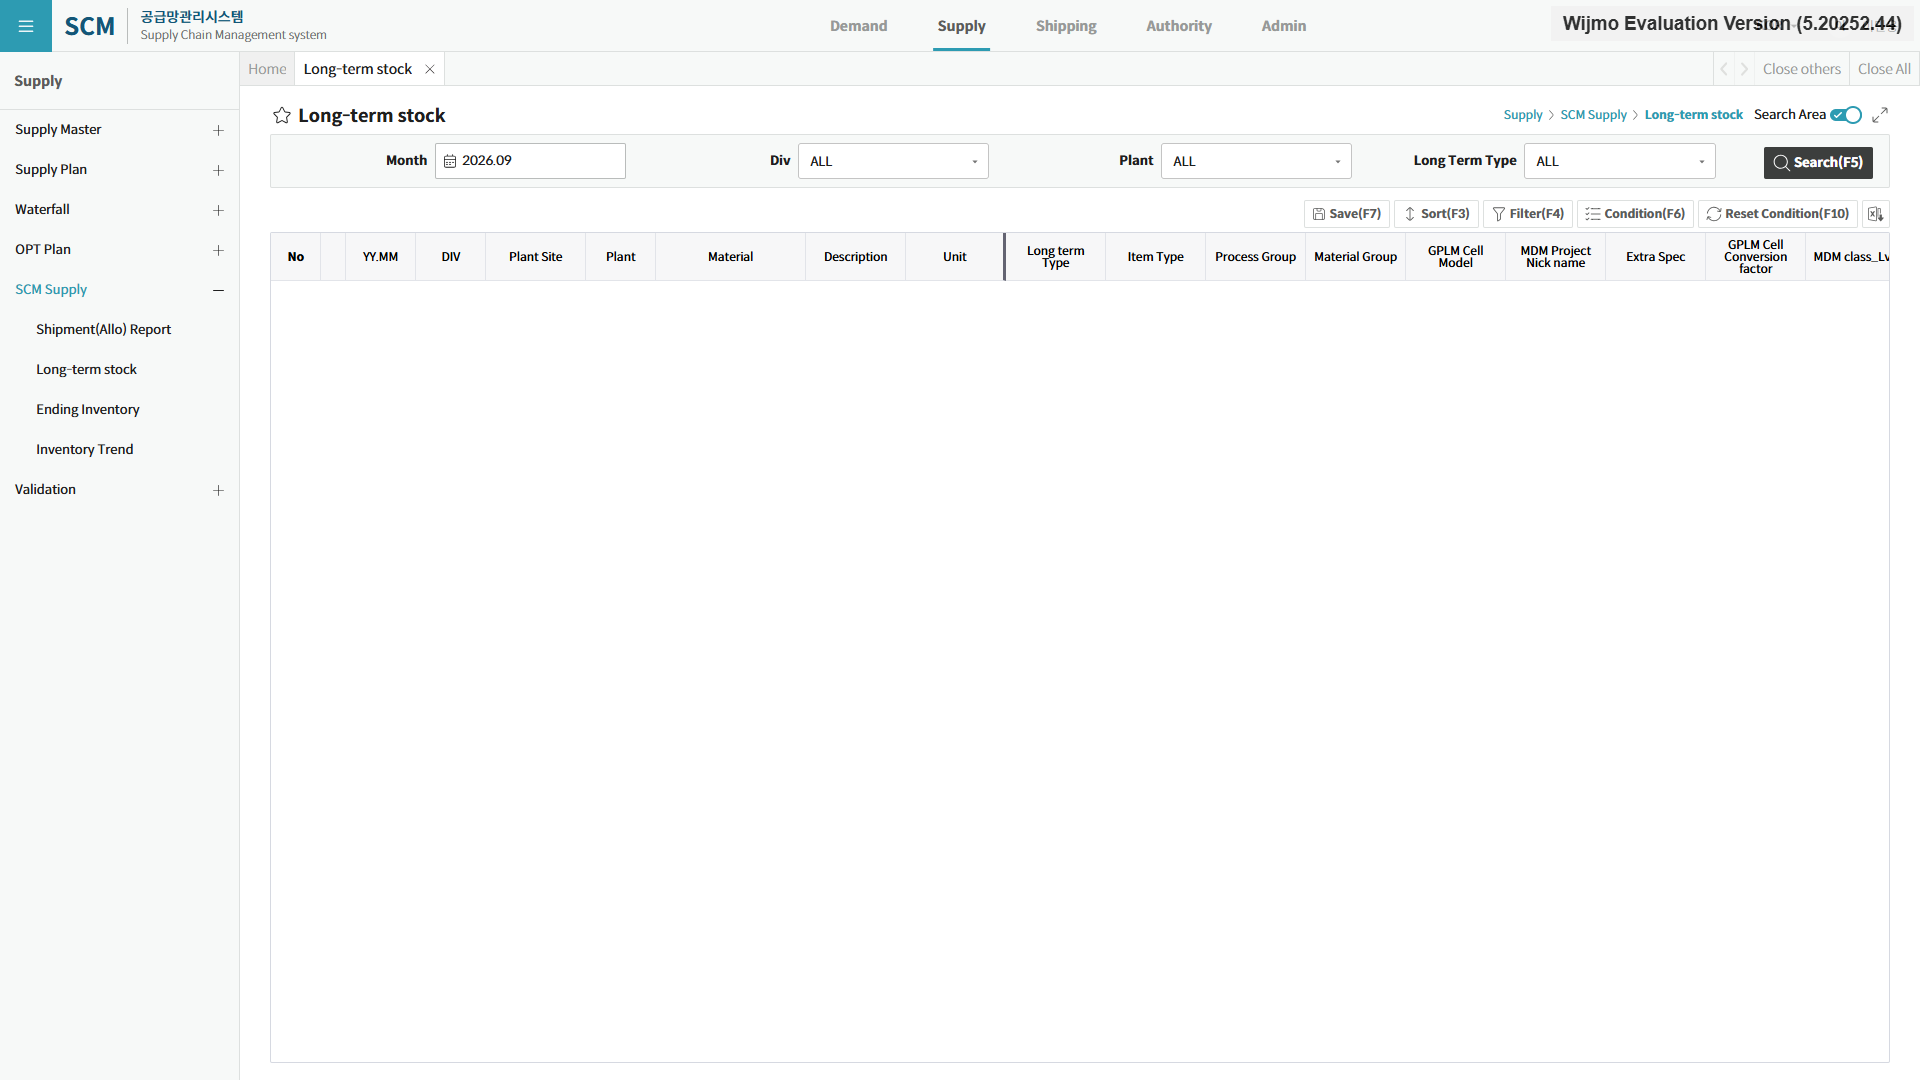 SCM
공급망관리시스템
Supply Chain Management system
Demand
Supply
Shipping
Authority
Admin
Wijmo Evaluation Version (5.20252.44)
Supply
Home
Long-term stock
Close others
Close All
Supply Master
Supply Plan
Waterfall
OPT Plan
SCM Supply
Shipment(Allo) Report
Long-term stock
Ending Inventory
Inventory Trend
Validation
Long-term stock
Supply
SCM Supply
Long-term stock
Search Area
Month
2026.09
Div
ALL
Plant
ALL
Long Term Type
ALL
Search(F5)
Save(F7)
Sort(F3)
Filter(F4)
Condition(F6)
Reset Condition(F10)
No
YY.MM
DIV
Plant Site
Plant
Material
Description
Unit
Long term
Type
Item Type
Process Group
Material Group
GPLM Cell
Model
MDM Project
Nick name
Extra Spec
GPLM Cell
Conversion
factor
MDM class_Lv